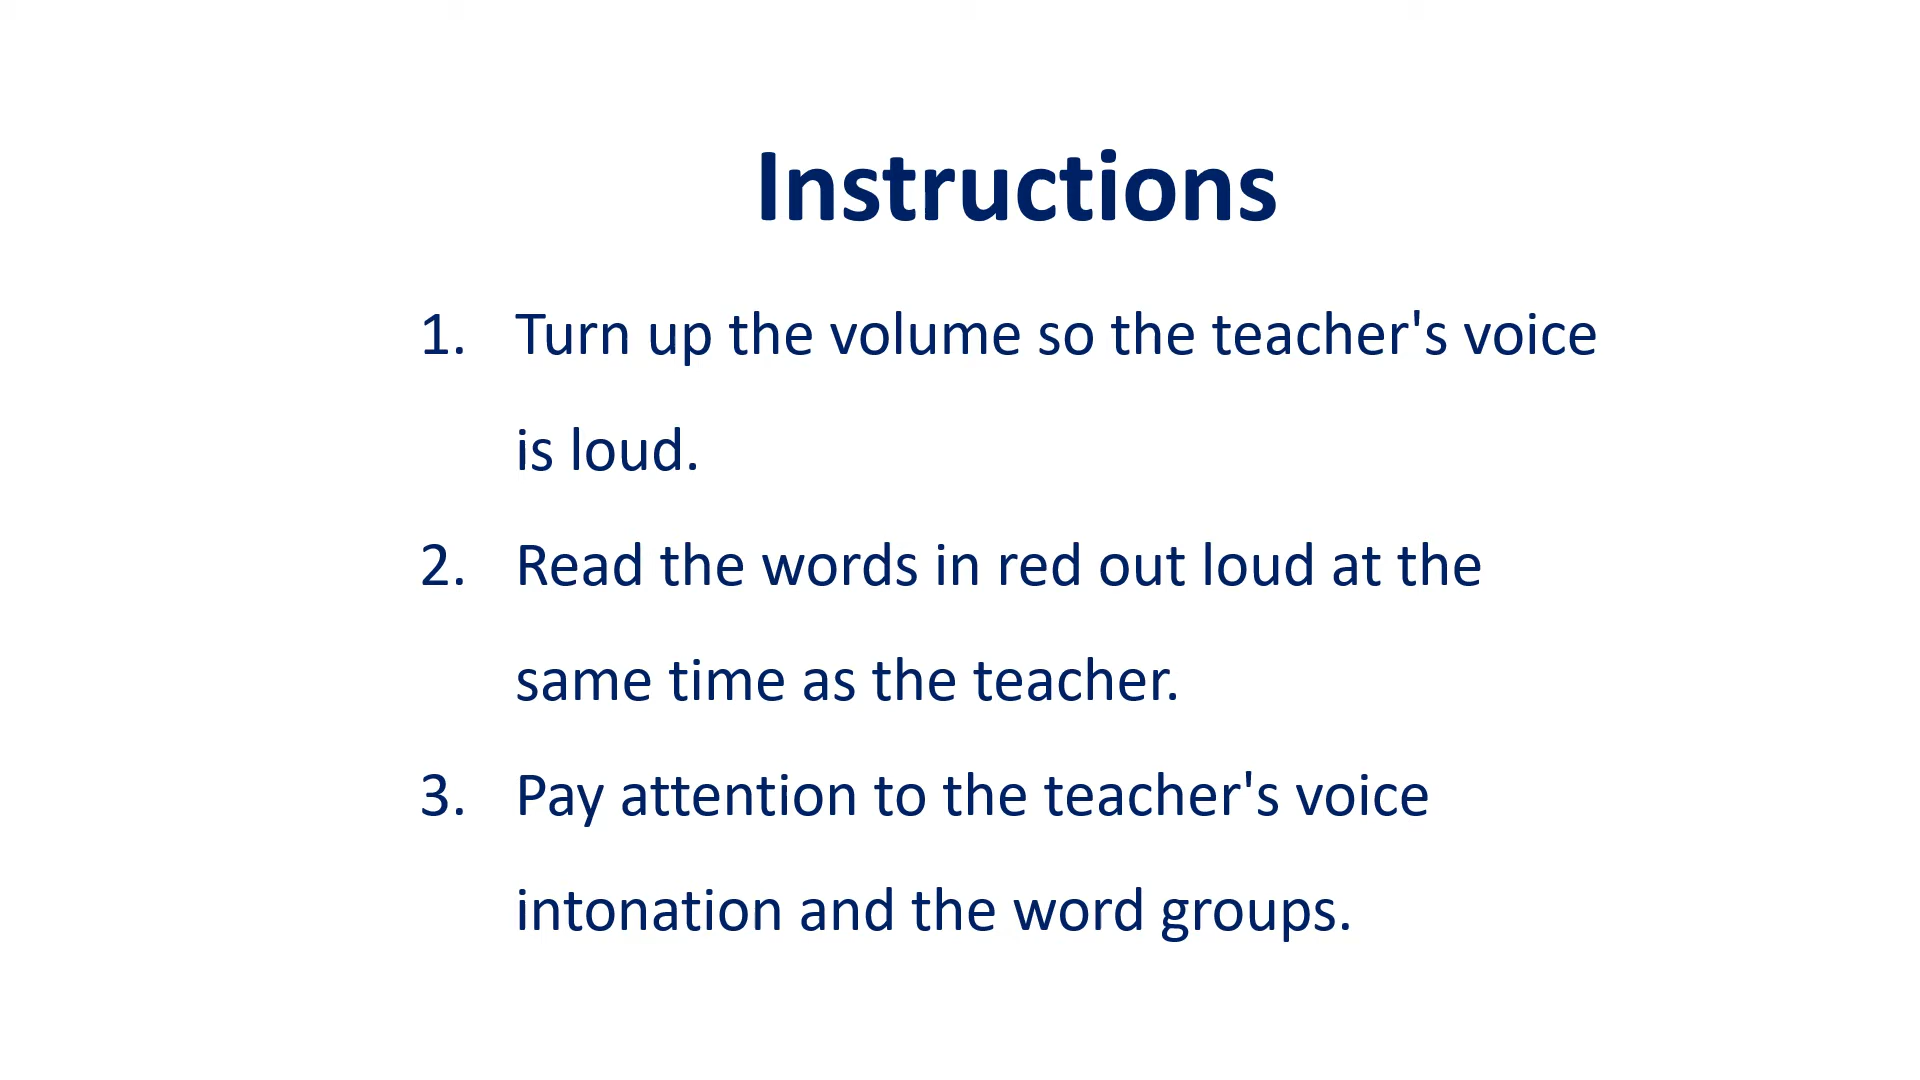 Instructions
1. Turn up the volume so the teacher's voice
is loud.
2. Read the words in red out loud at the
same time as the teacher.
3. Pay attention to the teacher's voice
intonation and the word groups.